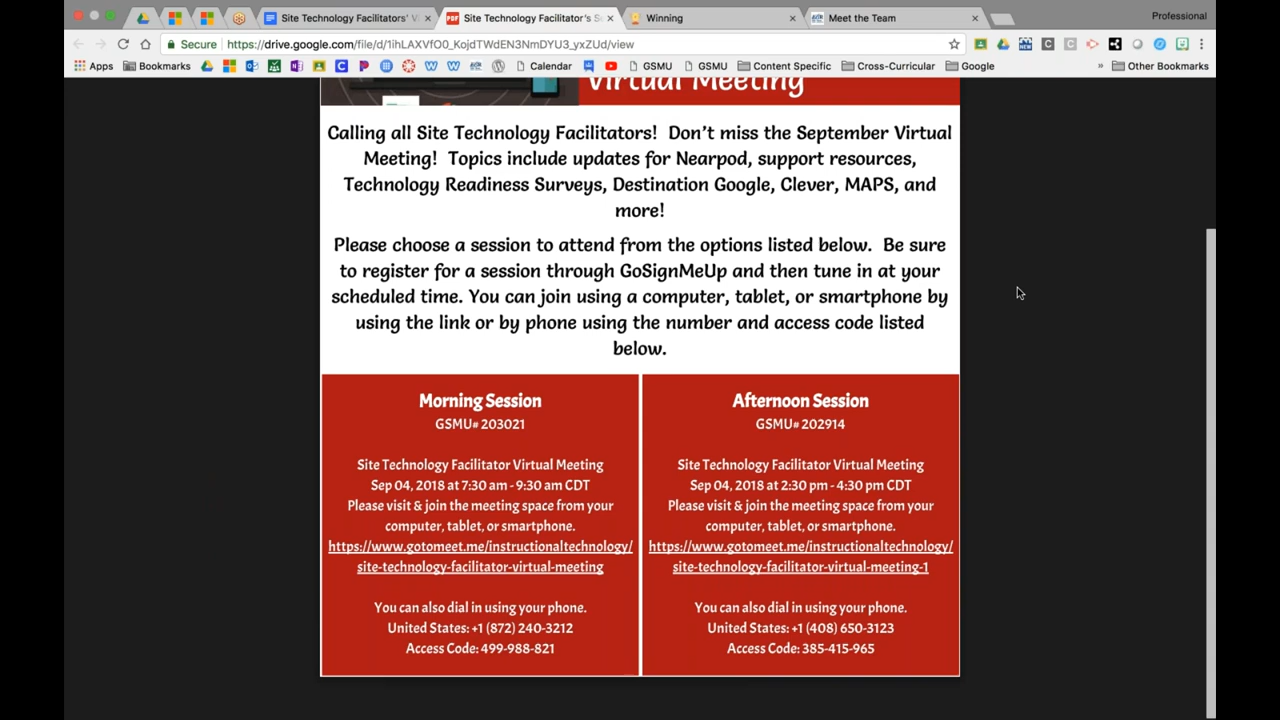 Site Technology Facilitators' V
Site Technology Facilitator's S
Winning
Meet the Team
Professional
Secure
https://drive.google.com/file/d/1ihLAXVfO0_KojdTWdEN3NmDYU3_yxZUd/view
Apps
Bookmarks
Calendar
GSMU
GSMU
Content Specific
Cross-Curricular
Google
» Other Bookmarks
Virtual Meeting
Calling all Site Technology Facilitators! Don't miss the September Virtual
Meeting! Topics include updates for Nearpod, support resources,
Technology Readiness Surveys, Destination Google, Clever, MAPS, and
more!
Please choose a session to attend from the options listed below. Be sure
to register for a session through GoSignMeUp and then tune in at your
scheduled time. You can join using a computer, tablet, or smartphone by
using the link or by phone using the number and access code listed
below.
Morning Session
GSMU# 203021
Site Technology Facilitator Virtual Meeting
Sep 04, 2018 at 7:30 am - 9:30 am CDT
Please visit & join the meeting space from your
computer, tablet, or smartphone.
https://www.gotomeet.me/instructionaltechnology/
site-technology-facilitator-virtual-meeting
You can also dial in using your phone.
United States: +1 (872) 240-3212
Access Code: 499-988-821
Afternoon Session
GSMU# 202914
Site Technology Facilitator Virtual Meeting
Sep 04, 2018 at 2:30 pm - 4:30 pm CDT
Please visit & join the meeting space from your
computer, tablet, or smartphone.
https://www.gotomeet.me/instructionaltechnology/
site-technology-facilitator-virtual-meeting-1
You can also dial in using your phone.
United States: +1 (408) 650-3123
Access Code: 385-415-965